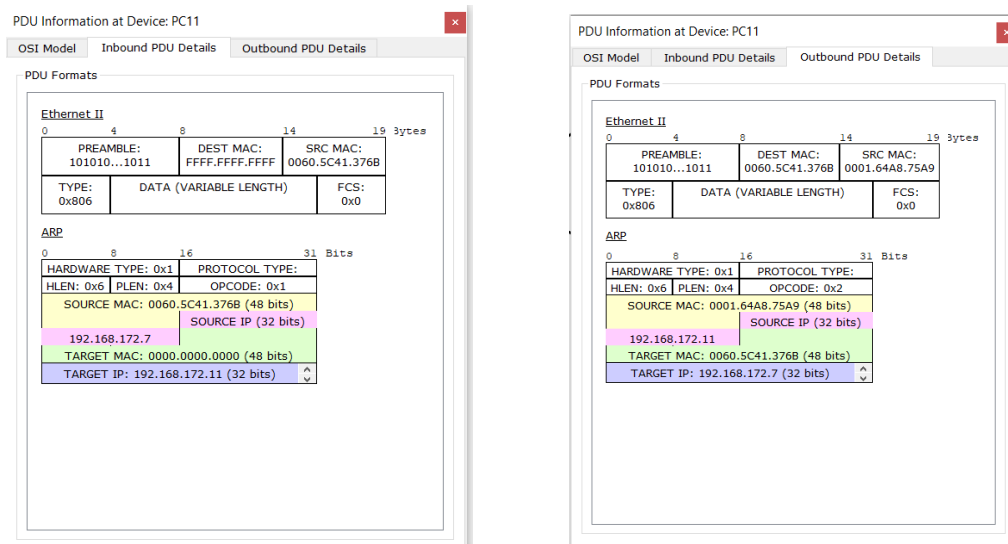 PDU Information at Device: PC11
OSI Model Inbound PDU Details Outbound PDU Details
PDU Formats
Ethernet II
0 4 8 14 19 Bytes
PREAMBLE: DEST MAC: SRC MAC:
101010...1011 FFFF.FFFF.FFFF 0060.5C41.376B
TYPE: DATA (VARIABLE LENGTH) FCS:
0x806 0x0
ARP
0 8 16 31 Bits
HARDWARE TYPE: 0x1 PROTOCOL TYPE:
HLEN: 0x6 PLEN: 0x4 OPCODE: 0x1
SOURCE MAC: 0060.5C41.376B (48 bits)
SOURCE IP (32 bits)
192.168.172.7
TARGET MAC: 0000.0000.0000 (48 bits)
TARGET IP: 192.168.172.11 (32 bits)
PDU Information at Device: PC11
OSI Model Inbound PDU Details Outbound PDU Details
PDU Formats
Ethernet II
0 4 8 14 19 Bytes
PREAMBLE: DEST MAC: SRC MAC:
101010...1011 0060.5C41.376B 0001.64A8.75A9
TYPE: DATA (VARIABLE LENGTH) FCS:
0x806 0x0
ARP
0 8 16 31 Bits
HARDWARE TYPE: 0x1 PROTOCOL TYPE:
HLEN: 0x6 PLEN: 0x4 OPCODE: 0x2
SOURCE MAC: 0001.64A8.75A9 (48 bits)
SOURCE IP (32 bits)
192.168.172.11
TARGET MAC: 0060.5C41.376B (48 bits)
TARGET IP: 192.168.172.7 (32 bits)